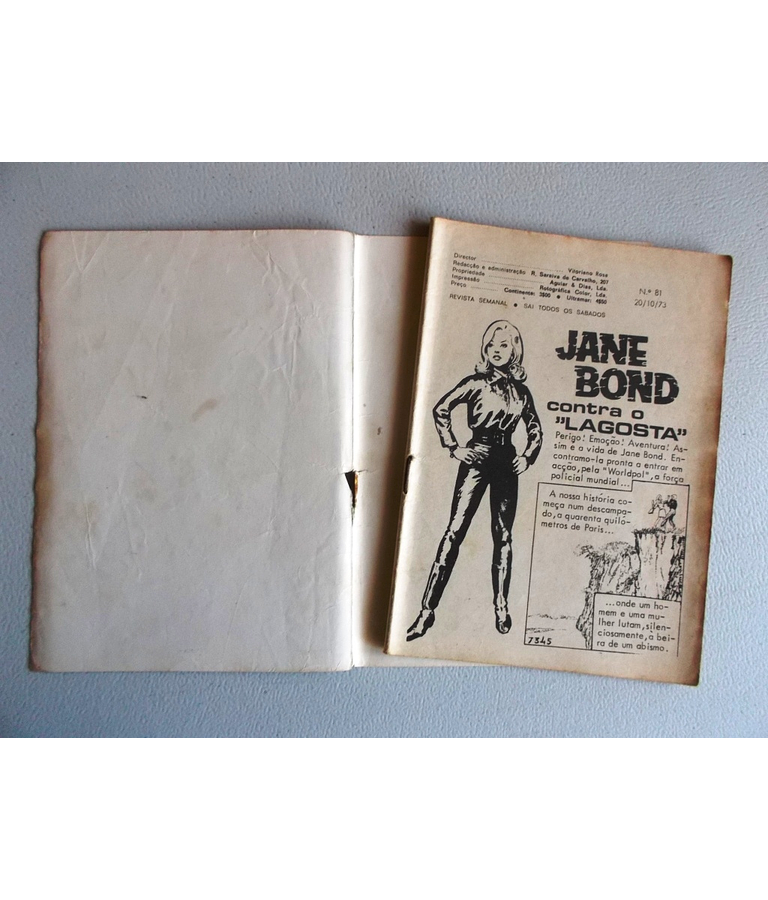 Director Vitoriano Rosa
Redacção e administração R. Saraiva de Carvalho, 207
Propriedade Aguiar & Dias, Lda.
Impressão Rotográfica Color, Lda.
Preço Continente: 3$00 ● Ultramar: 4$50
REVISTA SEMANAL ● SAI TODOS OS SABADOS
N.º 81
20/10/73
JANE
BOND
contra o
"LAGOSTA"
Perigo! Emoção! Aventura! As-
sim e a vida de Jane Bond. En-
contramo-la pronta a entrar em
acção, pela "Worldpol", a força
policial mundial...
A nossa história co-
meça num descampa-
do, a quarenta quiló-
metros de Paris...
...onde um ho-
mem e uma mu-
lher lutam, silen-
ciosamente, à bei-
ra de um abismo.
7345